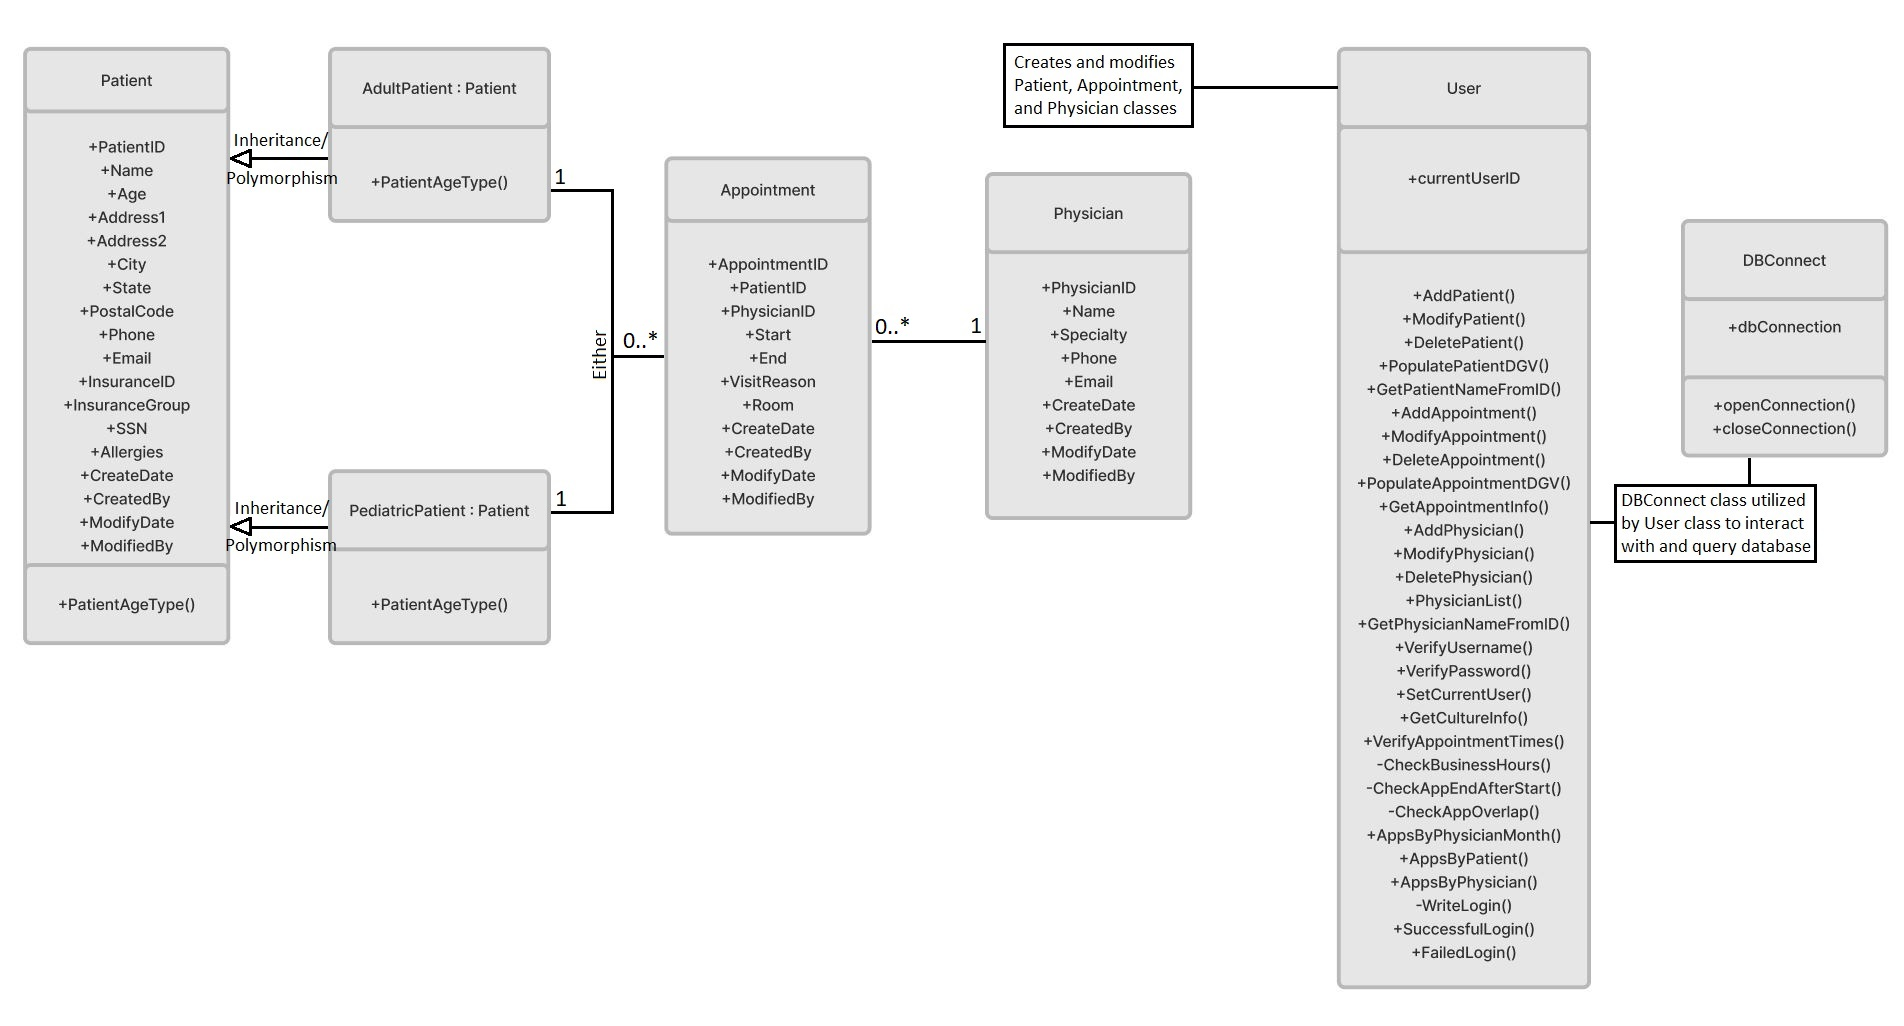 Patient
+PatientID
+Name
+Age
+Address1
+Address2
+City
+State
+PostalCode
+Phone
+Email
+InsuranceID
+InsuranceGroup
+SSN
+Allergies
+CreateDate
+CreatedBy
+ModifyDate
+ModifiedBy
+PatientAgeType()
Inheritance/
Polymorphism
Inheritance/
Polymorphism
AdultPatient : Patient
+PatientAgeType()
1
PediatricPatient : Patient
+PatientAgeType()
1
Either
0..*
Appointment
+AppointmentID
+PatientID
+PhysicianID
+Start
+End
+VisitReason
+Room
+CreateDate
+CreatedBy
+ModifyDate
+ModifiedBy
0..*
1
Physician
+PhysicianID
+Name
+Specialty
+Phone
+Email
+CreateDate
+CreatedBy
+ModifyDate
+ModifiedBy
Creates and modifies
Patient, Appointment,
and Physician classes
User
+currentUserID
+AddPatient()
+ModifyPatient()
+DeletePatient()
+PopulatePatientDGV()
+GetPatientNameFromID()
+AddAppointment()
+ModifyAppointment()
+DeleteAppointment()
+PopulateAppointmentDGV()
+GetAppointmentInfo()
+AddPhysician()
+ModifyPhysician()
+DeletePhysician()
+PhysicianList()
+GetPhysicianNameFromID()
+VerifyUsername()
+VerifyPassword()
+SetCurrentUser()
+GetCultureInfo()
+VerifyAppointmentTimes()
-CheckBusinessHours()
-CheckAppEndAfterStart()
-CheckAppOverlap()
+AppsByPhysicianMonth()
+AppsByPatient()
+AppsByPhysician()
-WriteLogin()
+SuccessfulLogin()
+FailedLogin()
DBConnect
+dbConnection
+openConnection()
+closeConnection()
DBConnect class utilized
by User class to interact
with and query database